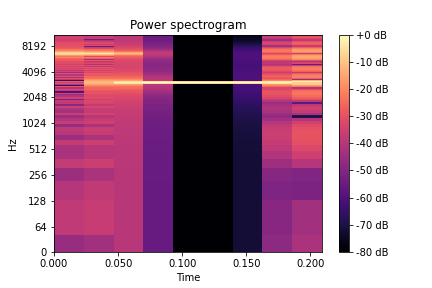 Power spectrogram
8192
4096
2048
1024
512
256
128
64
0
Hz
0.000 0.050 0.100 0.150 0.200
Time
+0 dB
-10 dB
-20 dB
-30 dB
-40 dB
-50 dB
-60 dB
-70 dB
-80 dB